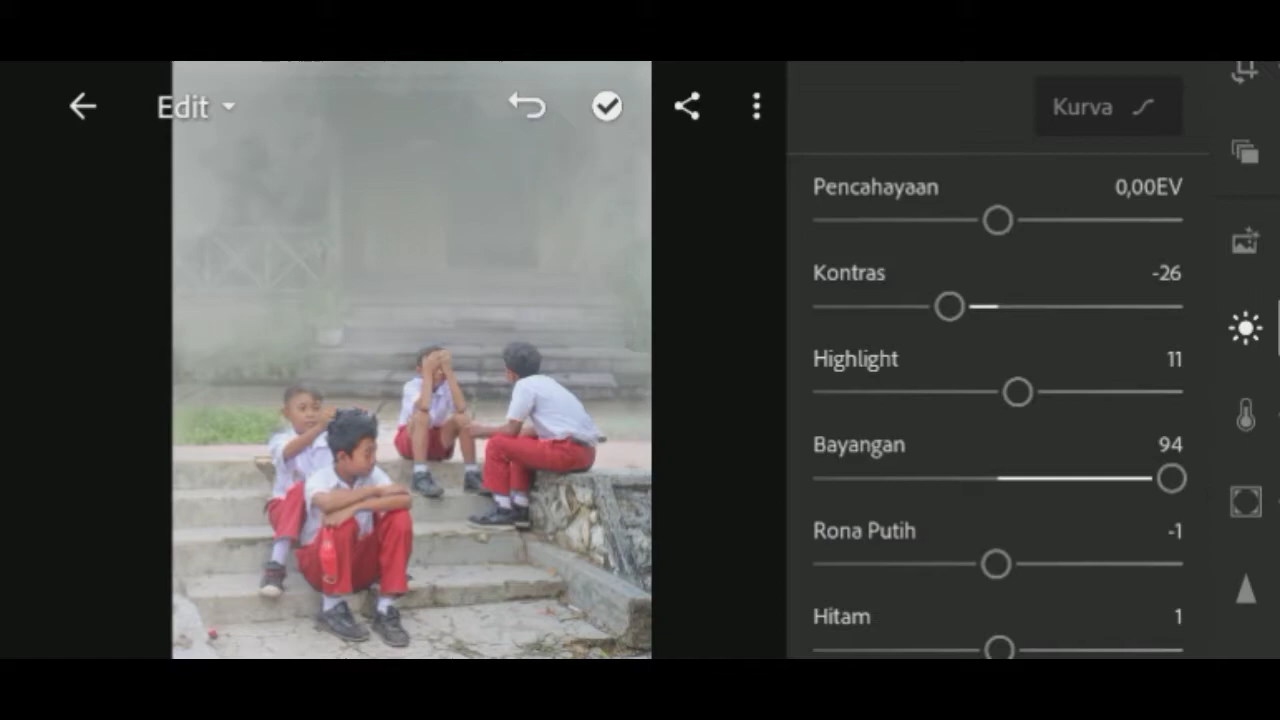 Edit
Kurva
Pencahayaan 0,00EV
Kontras -26
Highlight 11
Bayangan 94
Rona Putih -1
Hitam 1